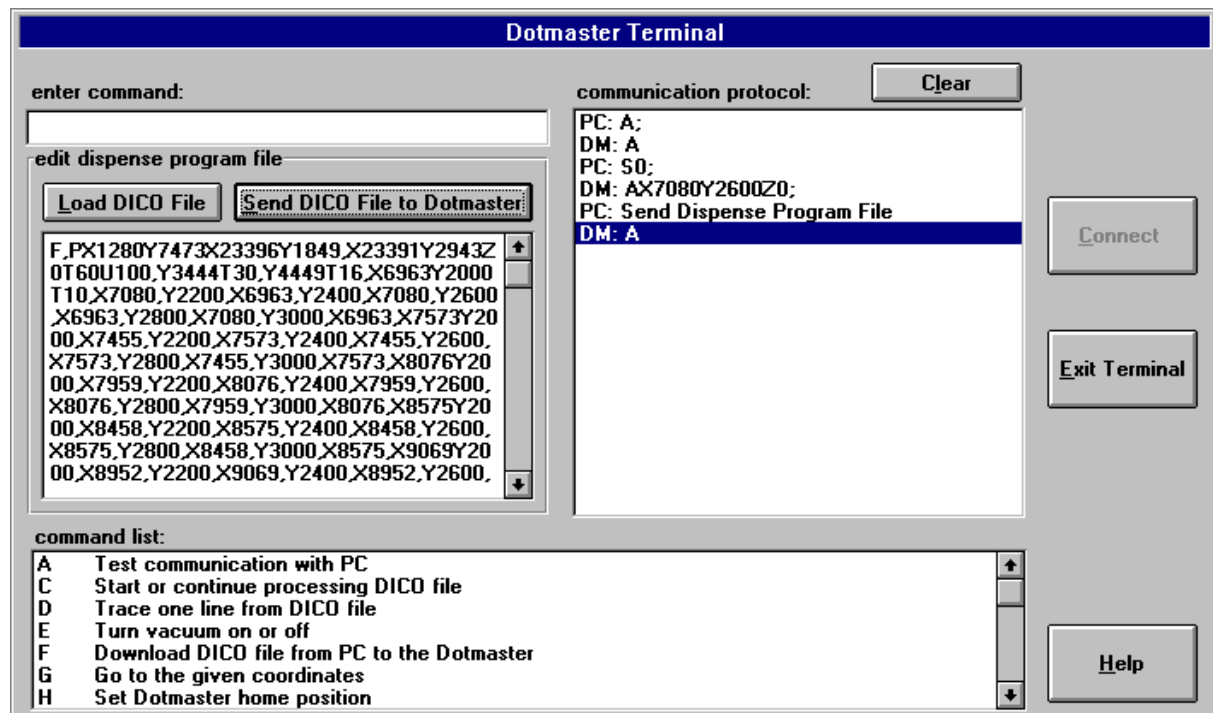 Dotmaster Terminal
enter command:
edit dispense program file
Load DICO File
Send DICO File to Dotmaster
F,PX1280Y7473X23396Y1849,X23391Y2943Z
0T60U100,Y3444T30,Y4449T16,X6963Y2000
T10,X7080,Y2200,X6963,Y2400,X7080,Y2600
,X6963,Y2800,X7080,Y3000,X6963,X7573Y20
00,X7455,Y2200,X7573,Y2400,X7455,Y2600,
X7573,Y2800,X7455,Y3000,X7573,X8076Y20
00,X7959,Y2200,X8076,Y2400,X7959,Y2600,
X8076,Y2800,X7959,Y3000,X8076,X8575Y20
00,X8458,Y2200,X8575,Y2400,X8458,Y2600,
X8575,Y2800,X8458,Y3000,X8575,X9069Y20
00,X8952,Y2200,X9069,Y2400,X8952,Y2600,
communication protocol:
Clear
PC: A;
DM: A
PC: S0;
DM: AX7080Y2600Z0;
PC: Send Dispense Program File
DM: A
Connect
Exit Terminal
command list:
A Test communication with PC
C Start or continue processing DICO file
D Trace one line from DICO file
E Turn vacuum on or off
F Download DICO file from PC to the Dotmaster
G Go to the given coordinates
H Set Dotmaster home position
Help